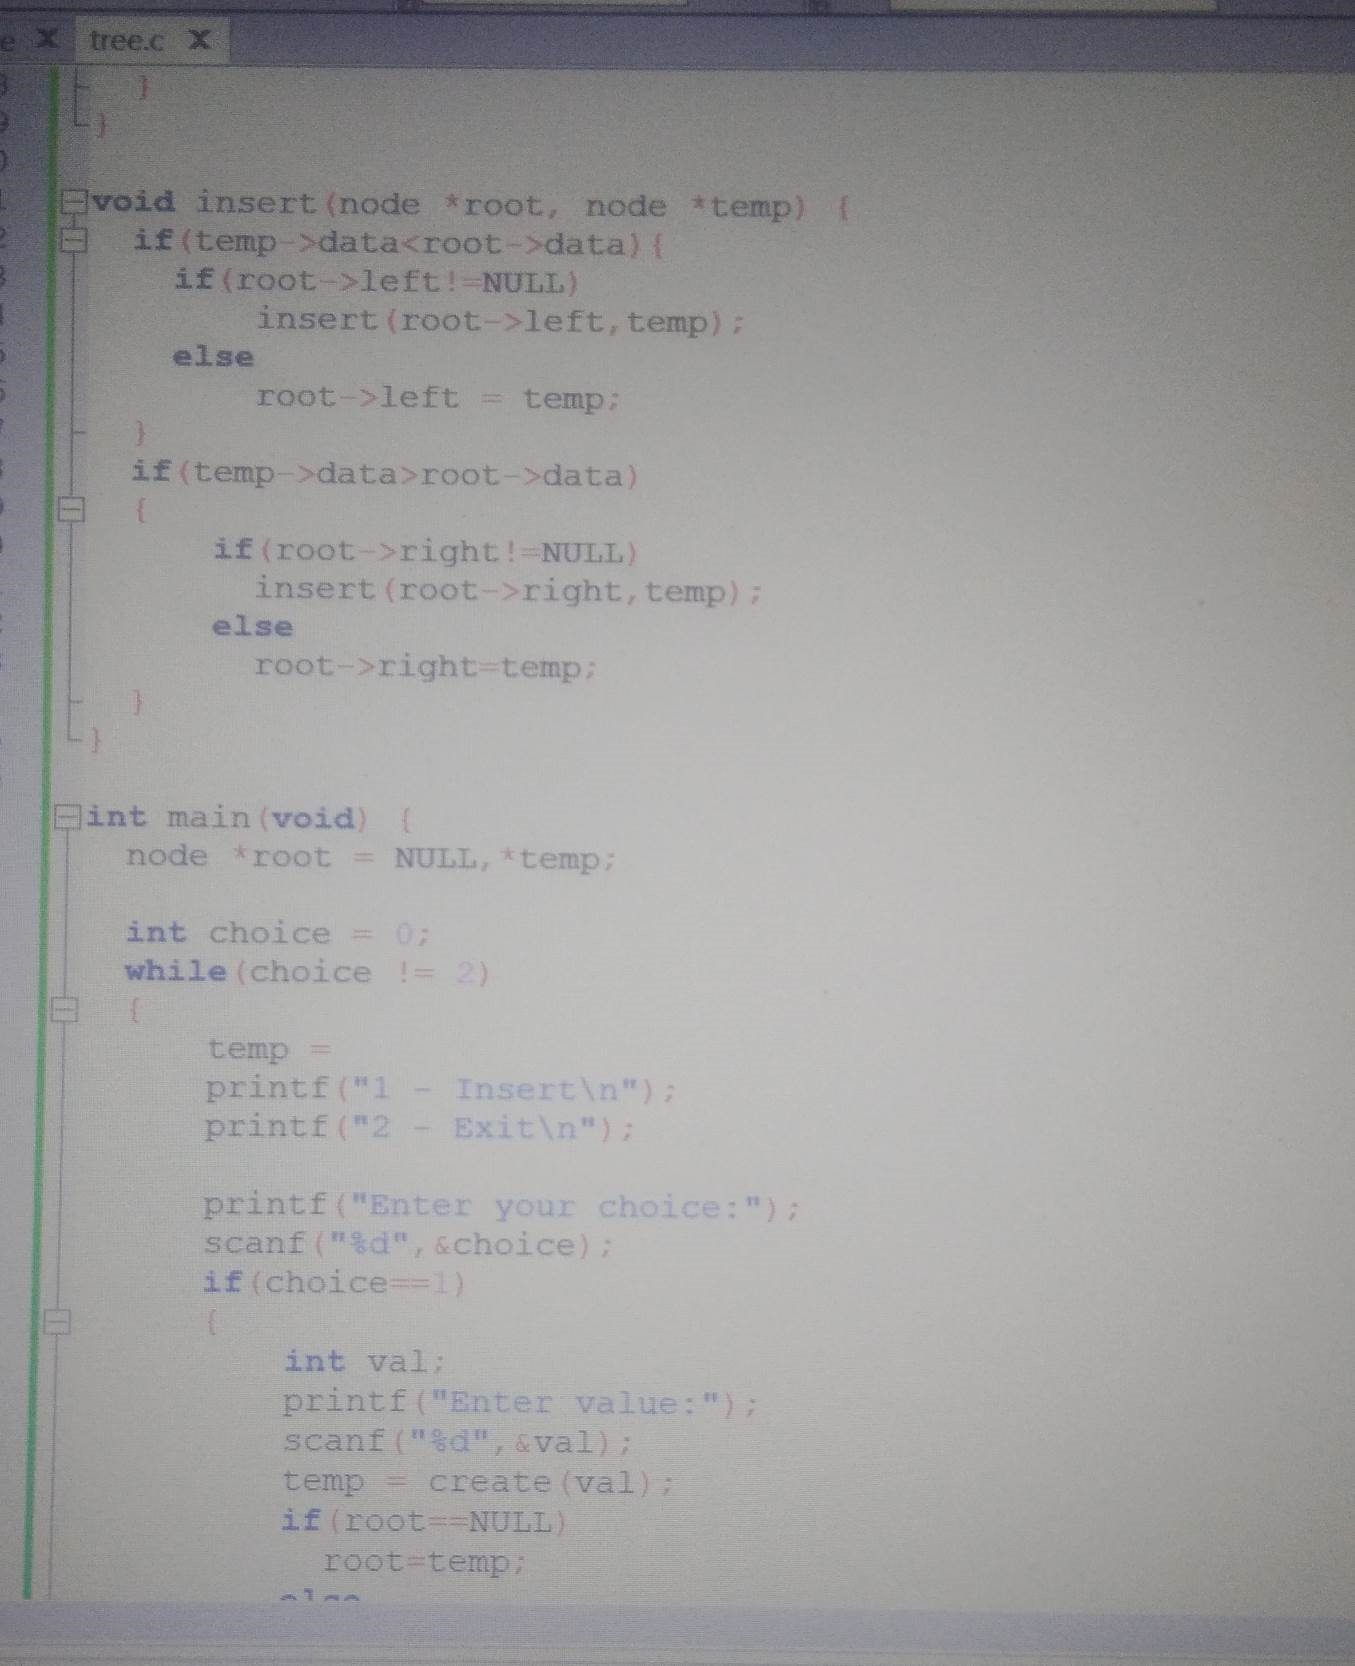 tree.c X
}
}
void insert(node *root, node *temp) {
if(temp->data<root->data){
if(root->left!=NULL)
insert(root->left,temp);
else
root->left = temp;
}
if(temp->data>root->data)
{
if(root->right!=NULL)
insert(root->right,temp);
else
root->right=temp;
}
}
int main(void) {
node *root = NULL,*temp;
int choice = 0;
while(choice != 2)
{
temp =
printf("1 - Insert\n");
printf("2 - Exit\n");
printf("Enter your choice:");
scanf("%d",&choice);
if(choice==1)
{
int val;
printf("Enter value:");
scanf("%d",&val);
temp = create(val);
if(root==NULL)
root=temp;